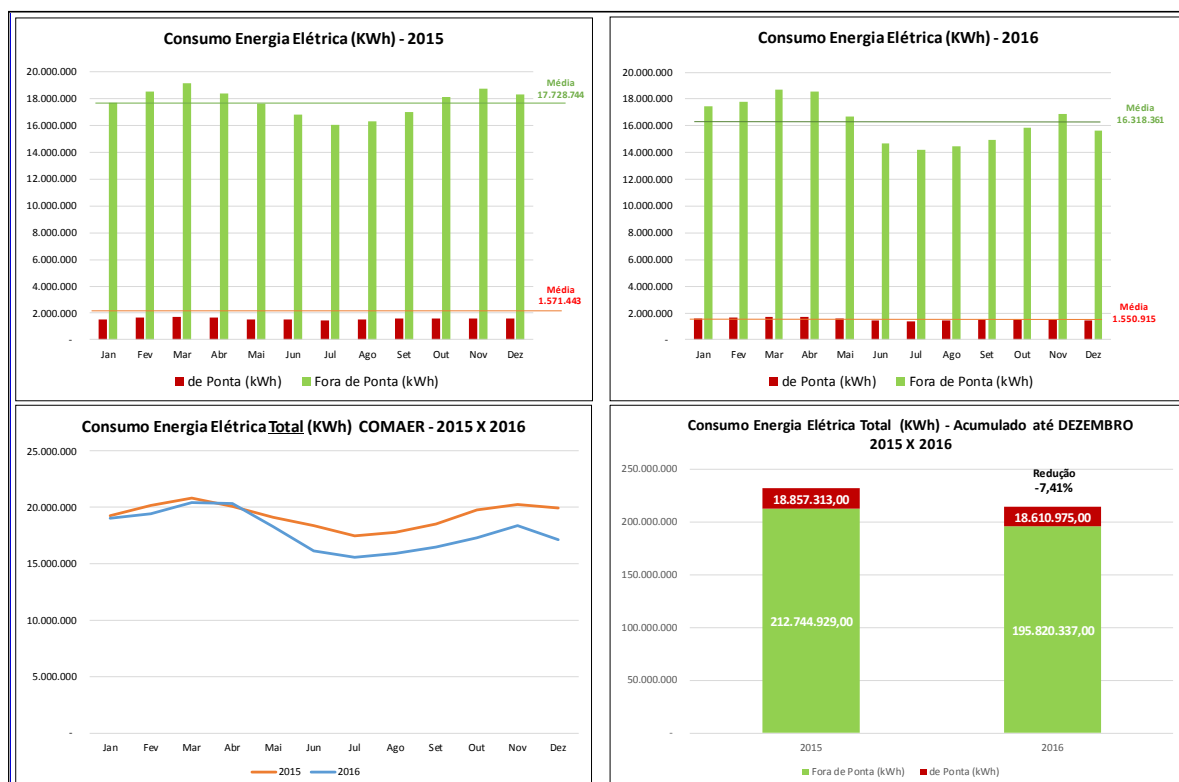 Consumo Energia Elétrica (KWh) - 2015
20.000.000
18.000.000
16.000.000
14.000.000
12.000.000
10.000.000
8.000.000
6.000.000
4.000.000
2.000.000
-
Média
17.728.744
Média
1.571.443
Jan Fev Mar Abr Mai Jun Jul Ago Set Out Nov Dez
de Ponta (kWh) Fora de Ponta (kWh)
Consumo Energia Elétrica (KWh) - 2016
20.000.000
18.000.000
16.000.000
14.000.000
12.000.000
10.000.000
8.000.000
6.000.000
4.000.000
2.000.000
-
Média
16.318.361
Média
1.550.915
Jan Fev Mar Abr Mai Jun Jul Ago Set Out Nov Dez
de Ponta (kWh) Fora de Ponta (kWh)
Consumo Energia Elétrica Total (KWh) COMAER - 2015 X 2016
25.000.000
20.000.000
15.000.000
10.000.000
5.000.000
-
Jan Fev Mar Abr Mai Jun Jul Ago Set Out Nov Dez
2015 2016
Consumo Energia Elétrica Total (KWh) - Acumulado até DEZEMBRO
2015 X 2016
250.000.000
200.000.000
150.000.000
100.000.000
50.000.000
-
Redução
-7,41%
18.857.313,00
18.610.975,00
212.744.929,00
195.820.337,00
2015 2016
Fora de Ponta (kWh) de Ponta (kWh)